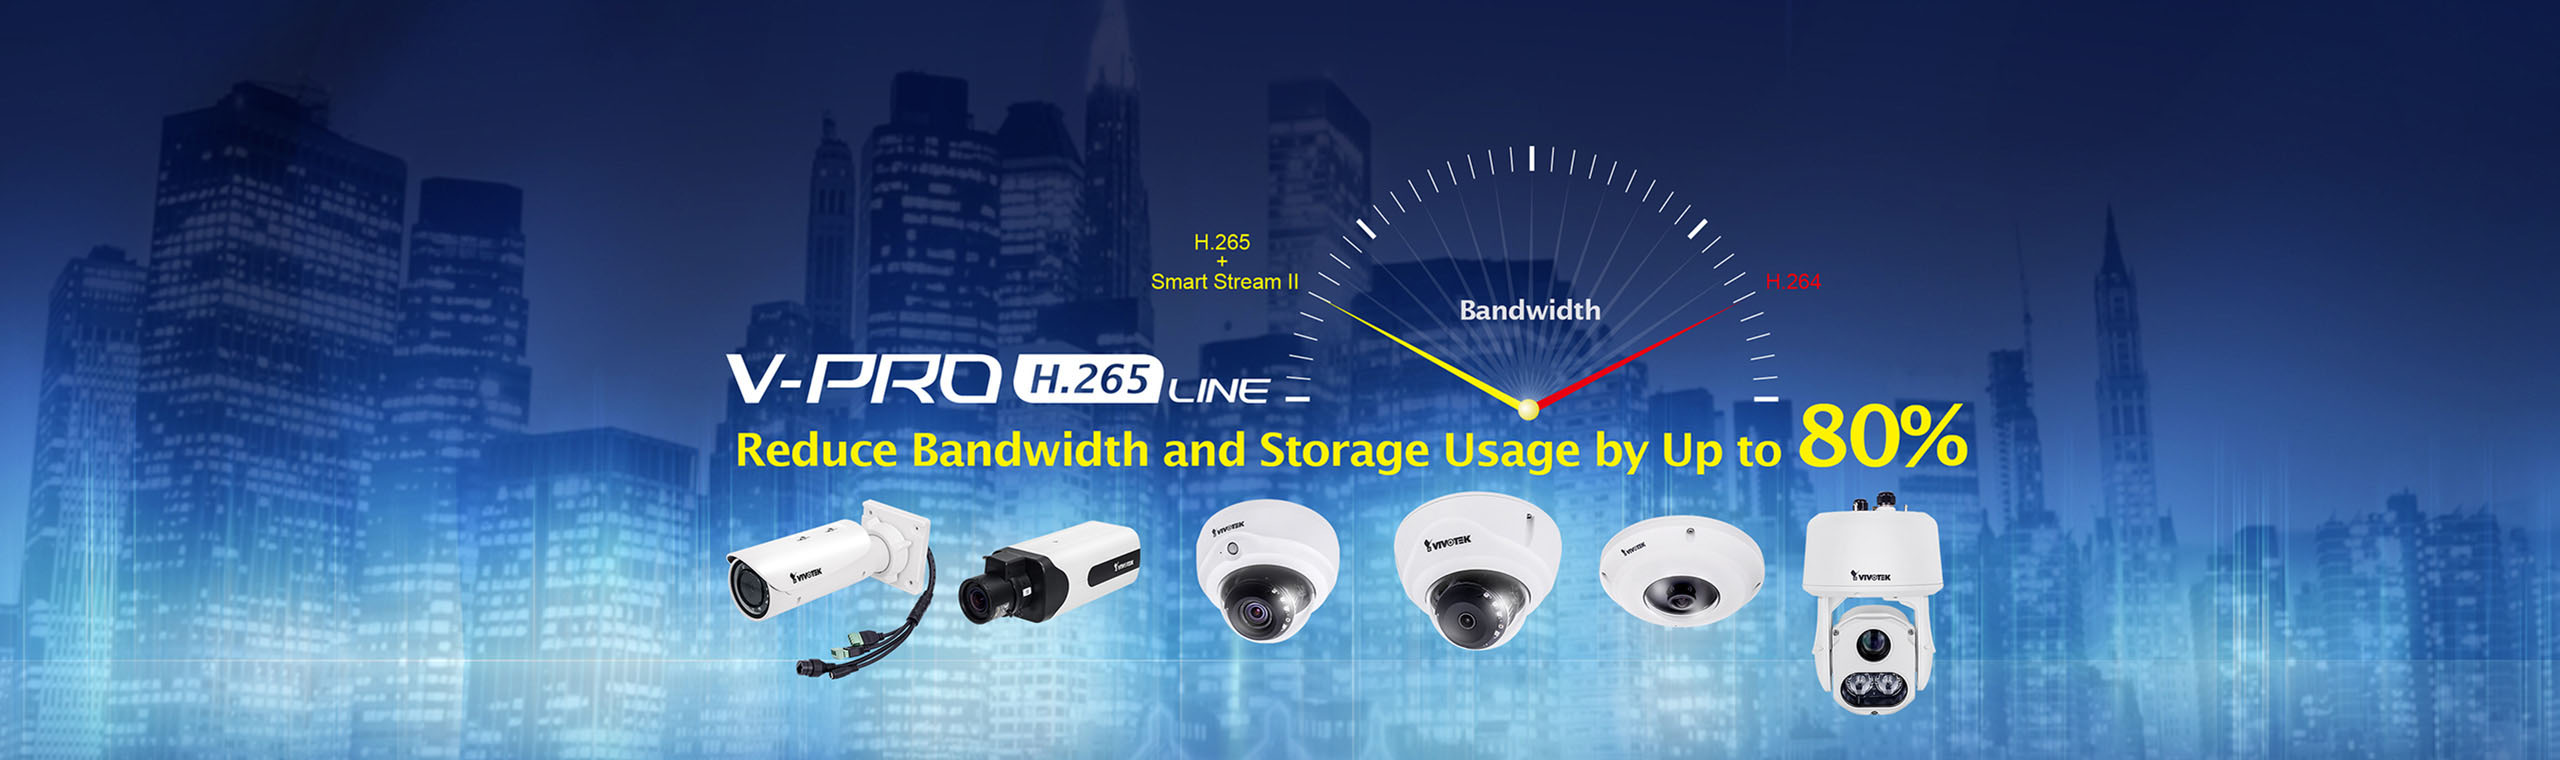 H.265
+
Smart Stream II
H.264
Bandwidth
V-PRO H.265 LINE
Reduce Bandwidth and Storage Usage by Up to 80%
VIVOTEK
VIVOTEK
VIVOTEK
VIVOTEK
VIVOTEK
VIVOTEK